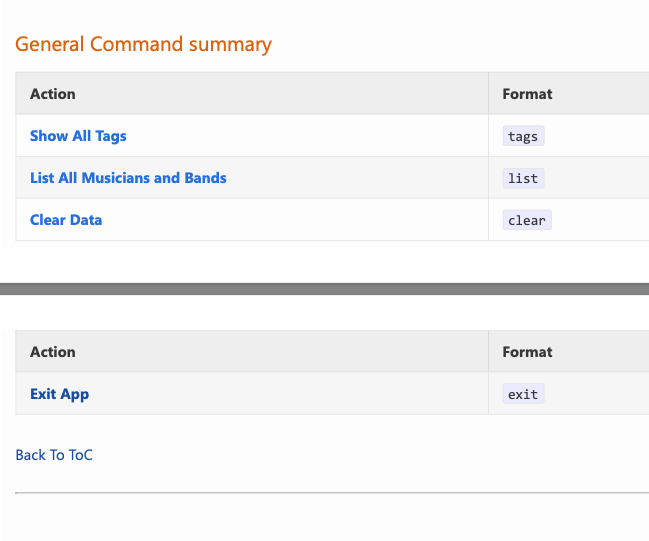 General Command summary
Action Format
Show All Tags tags
List All Musicians and Bands list
Clear Data clear
Action Format
Exit App exit
Back To ToC